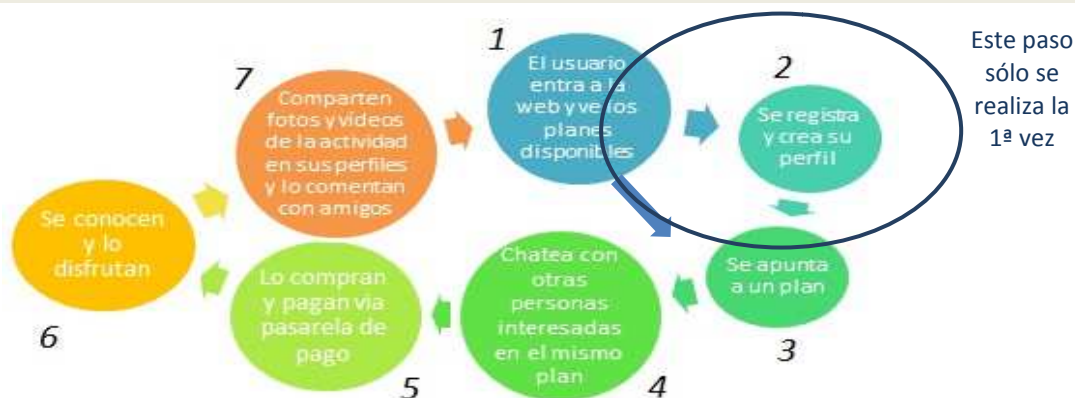 1
El usuario
entra a la
web y ve los
planes
disponibles
2
Se registra
y crea su
perfil
Este paso
sólo se
realiza la
1ª vez
3
Se apunta
a un plan
4
Chatea con
otras
personas
interesadas
en el mismo
plan
5
Lo compran
y pagan via
pasarela de
pago
6
Se conocen
y lo
disfrutan
7
Comparten
fotos y vídeos
de la actividad
en sus perfiles
y lo comentan
con amigos